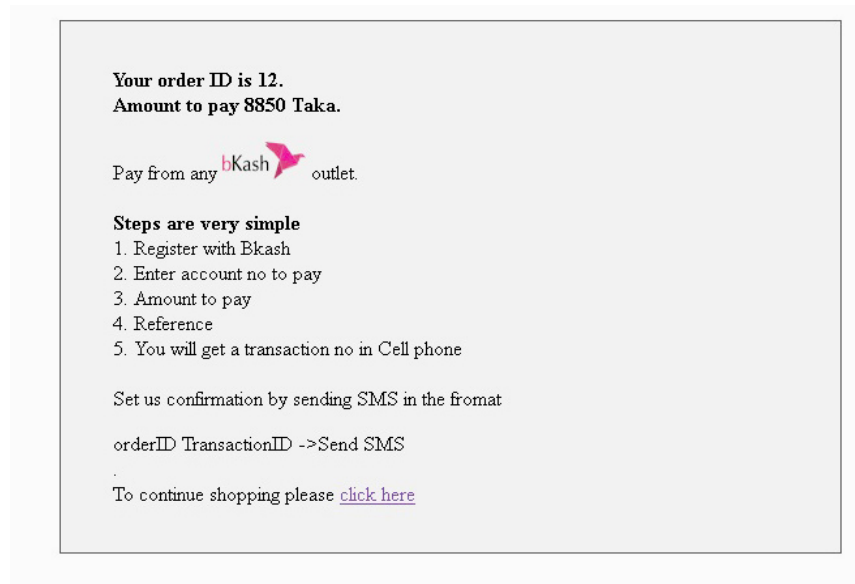 Your order ID is 12.
Amount to pay 8850 Taka.
Pay from any bKash outlet.
Steps are very simple
1. Register with Bkash
2. Enter account no to pay
3. Amount to pay
4. Reference
5. You will get a transaction no in Cell phone
Set us confirmation by sending SMS in the fromat
orderID TransactionID ->Send SMS
.
To continue shopping please click here